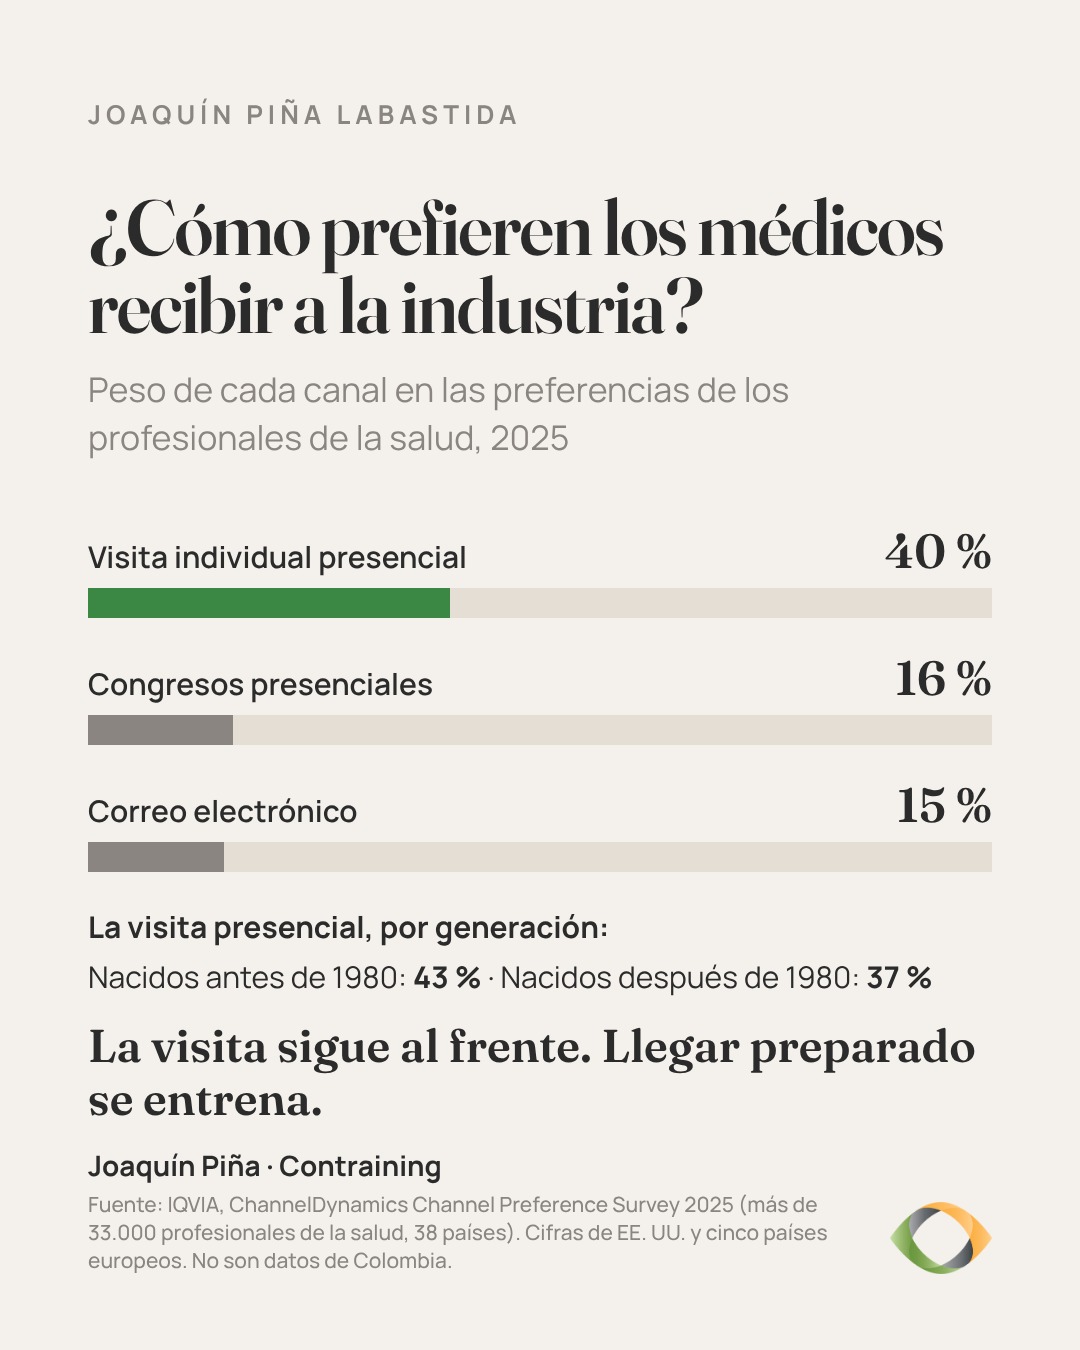 JOAQUÍN PIÑA LABASTIDA
¿Cómo prefieren los médicos
recibir a la industria?
Peso de cada canal en las preferencias de los
profesionales de la salud, 2025
Visita individual presencial 40 %
Congresos presenciales 16 %
Correo electrónico 15 %
La visita presencial, por generación:
Nacidos antes de 1980: 43 % · Nacidos después de 1980: 37 %
La visita sigue al frente. Llegar preparado
se entrena.
Joaquín Piña · Contraining
Fuente: IQVIA, ChannelDynamics Channel Preference Survey 2025 (más de
33.000 profesionales de la salud, 38 países). Cifras de EE. UU. y cinco países
europeos. No son datos de Colombia.